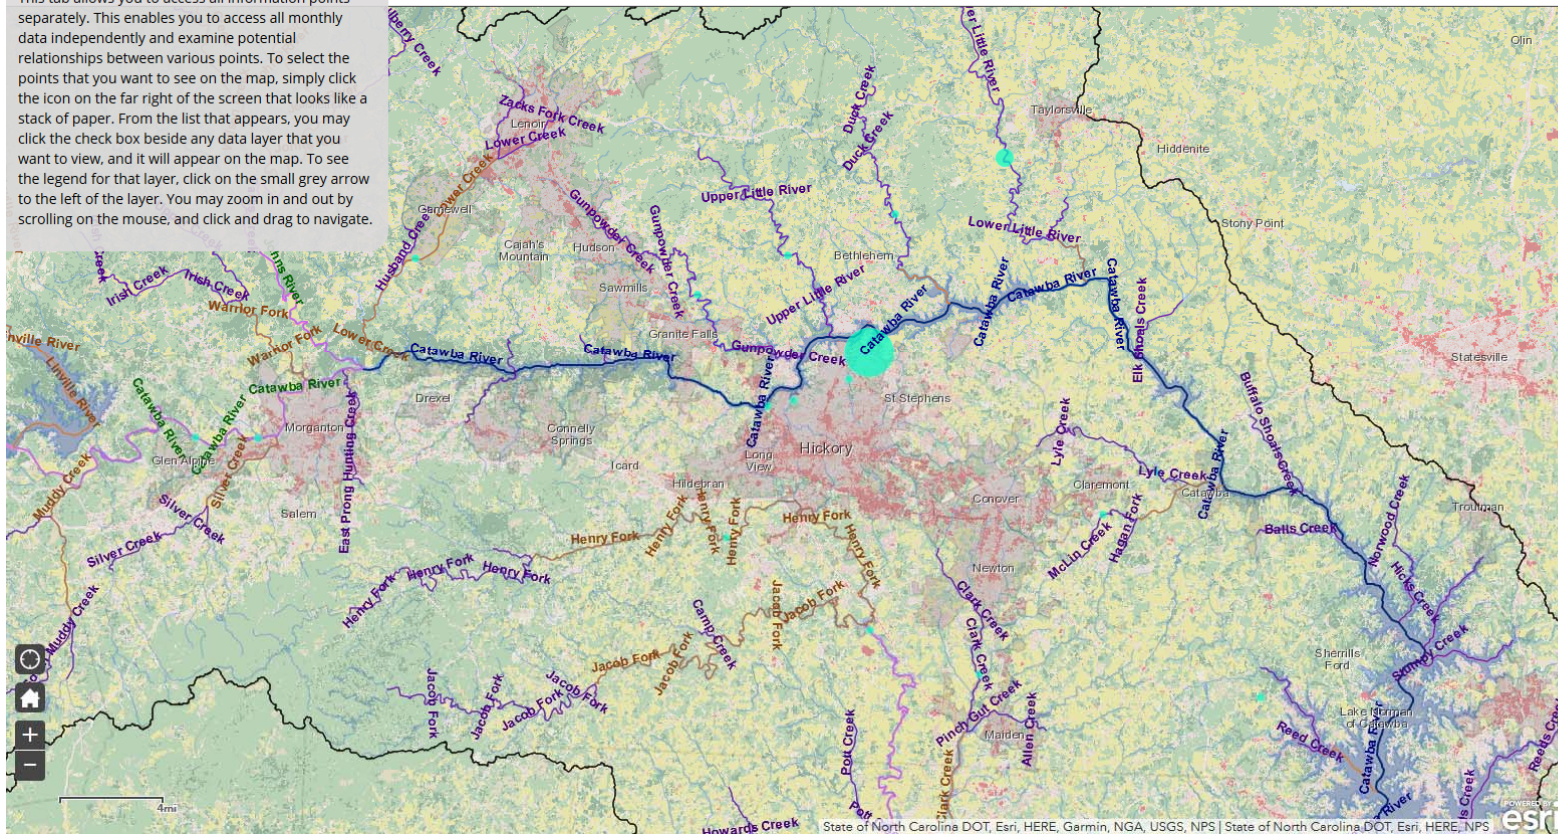 This tab allows you to access all information points
separately. This enables you to access all monthly
data independently and examine potential
relationships between various points. To select the
points that you want to see on the map, simply click
the icon on the far right of the screen that looks like a
stack of paper. From the list that appears, you may
click the check box beside any data layer that you
want to view, and it will appear on the map. To see
the legend for that layer, click on the small grey arrow
to the left of the layer. You may zoom in and out by
scrolling on the mouse, and click and drag to navigate.
Olin
Zacks Fork Creek
Lenoir
Lower Creek
Lower Creek
Duck Creek
Duck Creek
Taylorsville
Hiddenite
Upper Little River
Gamewell
Husband Creek
Gunpowder Creek
Gunpowder Creek
Cajah's
Mountain
Hudson
Lower Little River
Stony Point
Bethlehem
Irish Creek
Irish Creek
Sawmills
Upper Little River
Catawba River
Catawba River
Catawba River
Catawba River
Elk Shoals Creek
Warrior Fork
Warrior Fork
Lower Creek
Granite Falls
Gunpowder Creek
Linville River
Catawba River
Catawba River
Statesville
Catawba River
Catawba River
Catawba River
Drexel
St Stephens
Catawba River
Buffalo Shoals Creek
Morganton
East Prong Hunting Creek
Connelly
Springs
Long
View
Hickory
Lyle Creek
Glen Alpine
Silver Creek
Icard
Hildebran
Lyle Creek
Claremont
Catawba
Catawba River
Conover
Muddy Creek
Silver Creek
Salem
Henry Fork
Henry Fork
Henry Fork
Henry Fork
Henry Fork
Henry Fork
Hagan Fork
McLin Creek
Balls Creek
Norwood Creek
Troutman
Silver Creek
Henry Fork
Henry Fork
Henry Fork
Newton
Hicks Creek
Muddy Creek
Camp Creek
Jacob Fork
Jacob Fork
Jacob Fork
Jacob Fork
Clark Creek
Clark Creek
Sherrills
Ford
Jacob Fork
Jacob Fork
Jacob Fork
Jacob Fork
Pinch Gut Creek
Maiden
Allen Creek
Pott Creek
Lake Norman
of Catawba
Reed Creek
Catawba River
Clark Creek
Howards Creek
4mi
State of North Carolina DOT, Esri, HERE, Garmin, NGA, USGS, NPS | State of North Carolina DOT, Esri, HERE, NPS
POWERED BY
esri